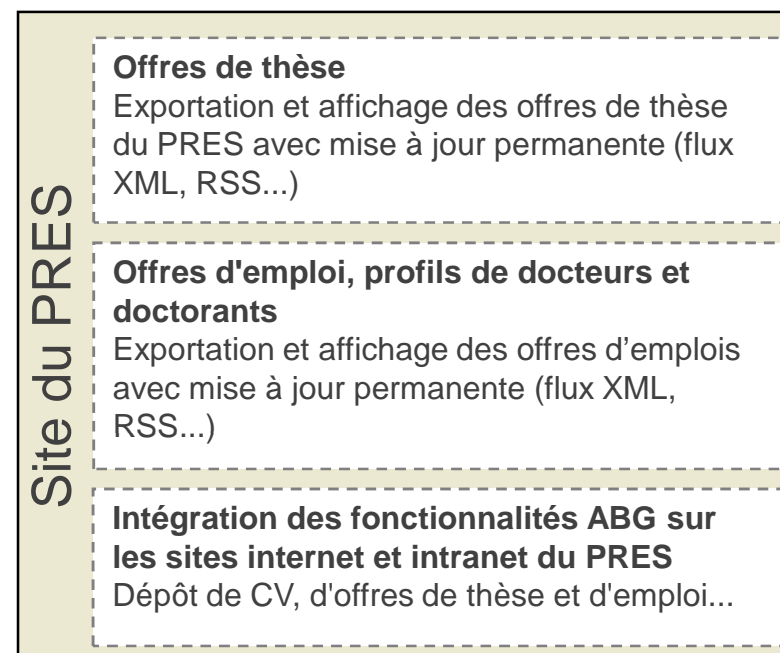 Site du PRES
Offres de thèse
Exportation et affichage des offres de thèse
du PRES avec mise à jour permanente (flux
XML, RSS...)
Offres d'emploi, profils de docteurs et
doctorants
Exportation et affichage des offres d’emplois
avec mise à jour permanente (flux XML,
RSS...)
Intégration des fonctionnalités ABG sur
les sites internet et intranet du PRES
Dépôt de CV, d'offres de thèse et d'emploi...